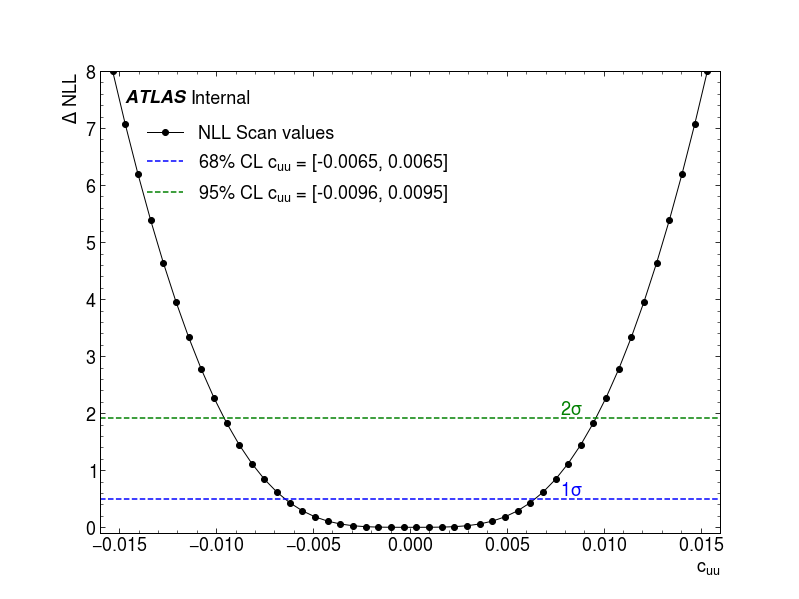 Δ NLL
8
7
6
5
4
3
2
1
0
ATLAS Internal
NLL Scan values
68% CL c_uu = [-0.0065, 0.0065]
95% CL c_uu = [-0.0096, 0.0095]
2σ
1σ
−0.015 −0.010 −0.005 0.000 0.005 0.010 0.015
c_uu